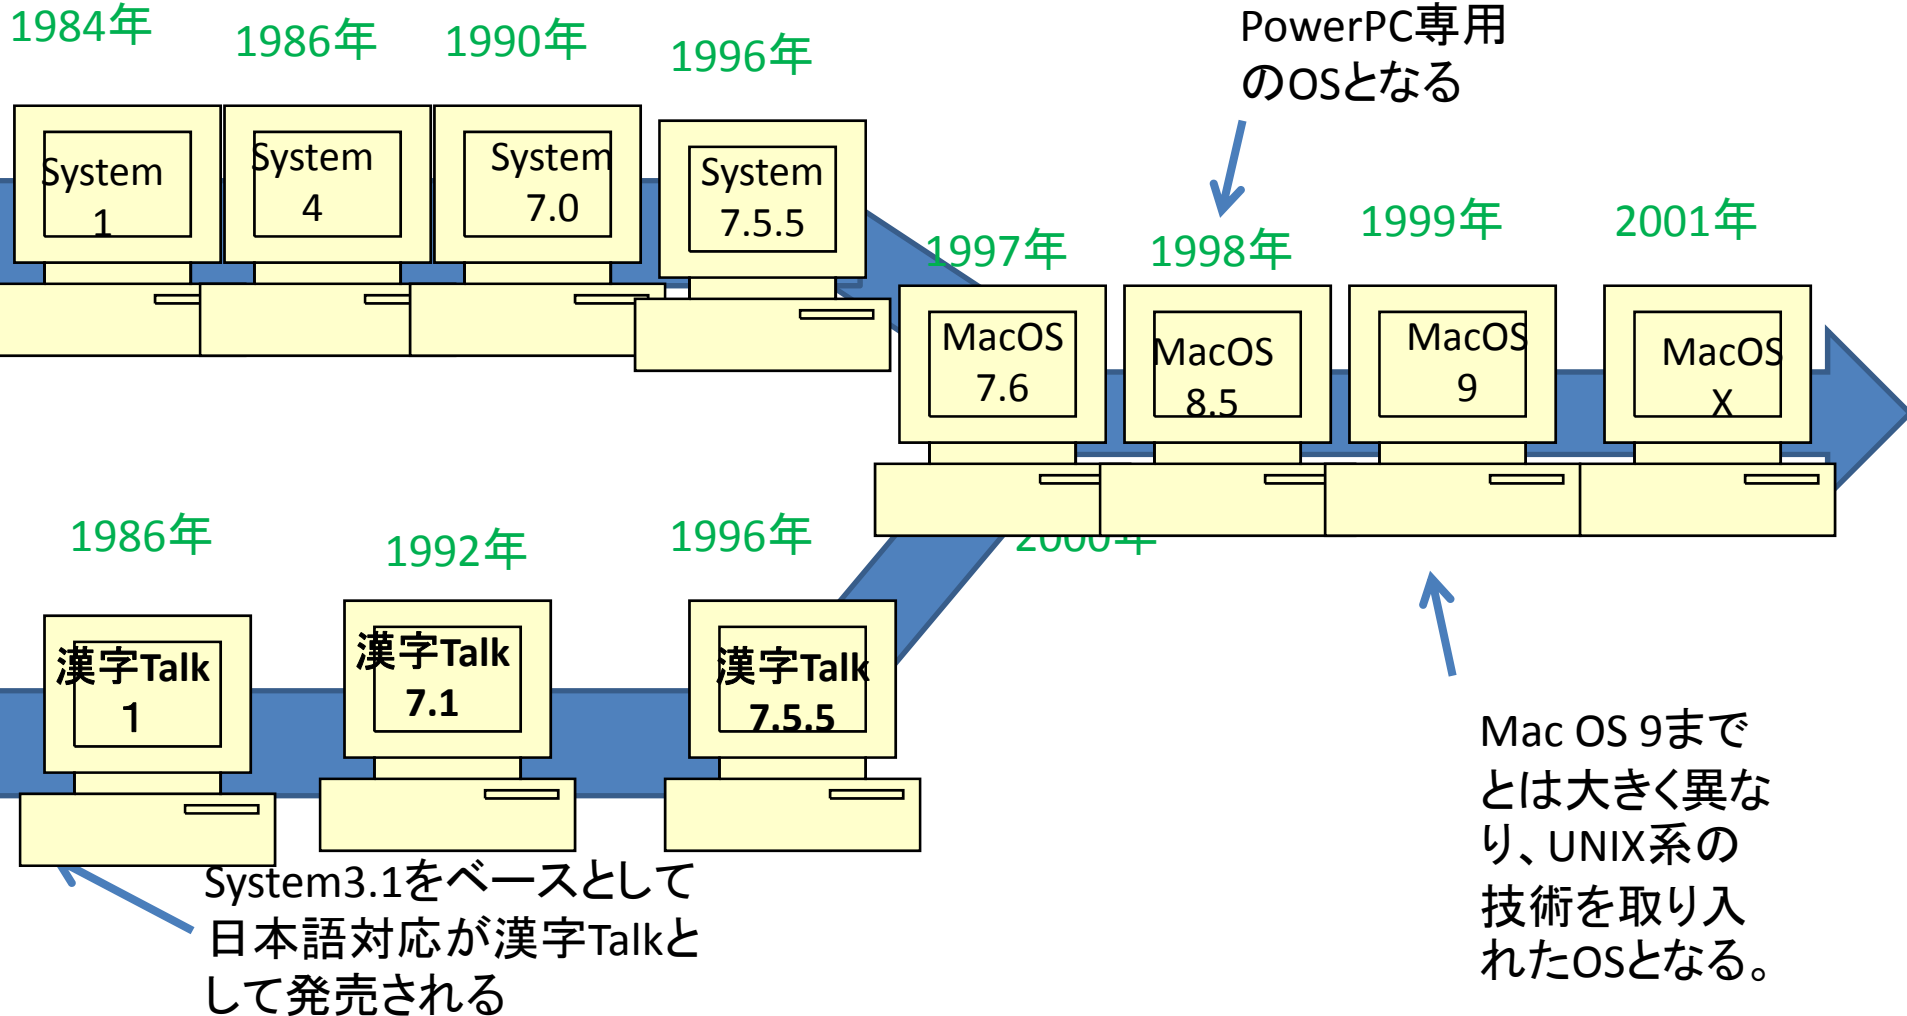 1984年
1986年
1990年
1996年
System
1
System
4
System
7.0
System
7.5.5
PowerPC専用
のOSとなる
1997年
1998年
1999年
2001年
MacOS
7.6
MacOS
8.5
MacOS
9
MacOS
X
1986年
1992年
1996年
2000年
漢字Talk
1
漢字Talk
7.1
漢字Talk
7.5.5
System3.1をベースとして
日本語対応が漢字Talkと
して発売される
Mac OS 9まで
とは大きく異な
り、UNIX系の
技術を取り入
れたOSとなる。